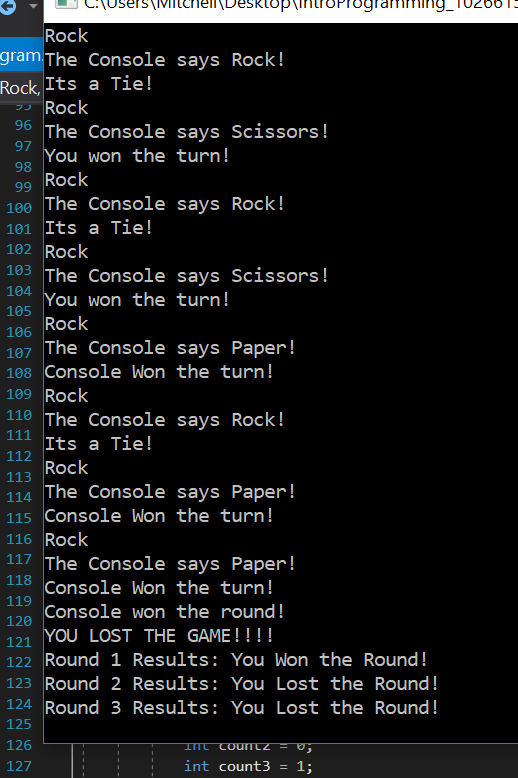 C:\Users\Mitchell\Desktop\IntroProgramming_102661
gram.
Rock,
Rock
The Console says Rock!
Its a Tie!
Rock
The Console says Scissors!
You won the turn!
Rock
The Console says Rock!
Its a Tie!
Rock
The Console says Scissors!
You won the turn!
Rock
The Console says Paper!
Console Won the turn!
Rock
The Console says Rock!
Its a Tie!
Rock
The Console says Paper!
Console Won the turn!
Rock
The Console says Paper!
Console Won the turn!
Console won the round!
YOU LOST THE GAME!!!!
Round 1 Results: You Won the Round!
Round 2 Results: You Lost the Round!
Round 3 Results: You Lost the Round!
95
96
97
98
99
100
101
102
103
104
105
106
107
108
109
110
111
112
113
114
115
116
117
118
119
120
121
122
123
124
125
126 int count2 = 0;
127 int count3 = 1;